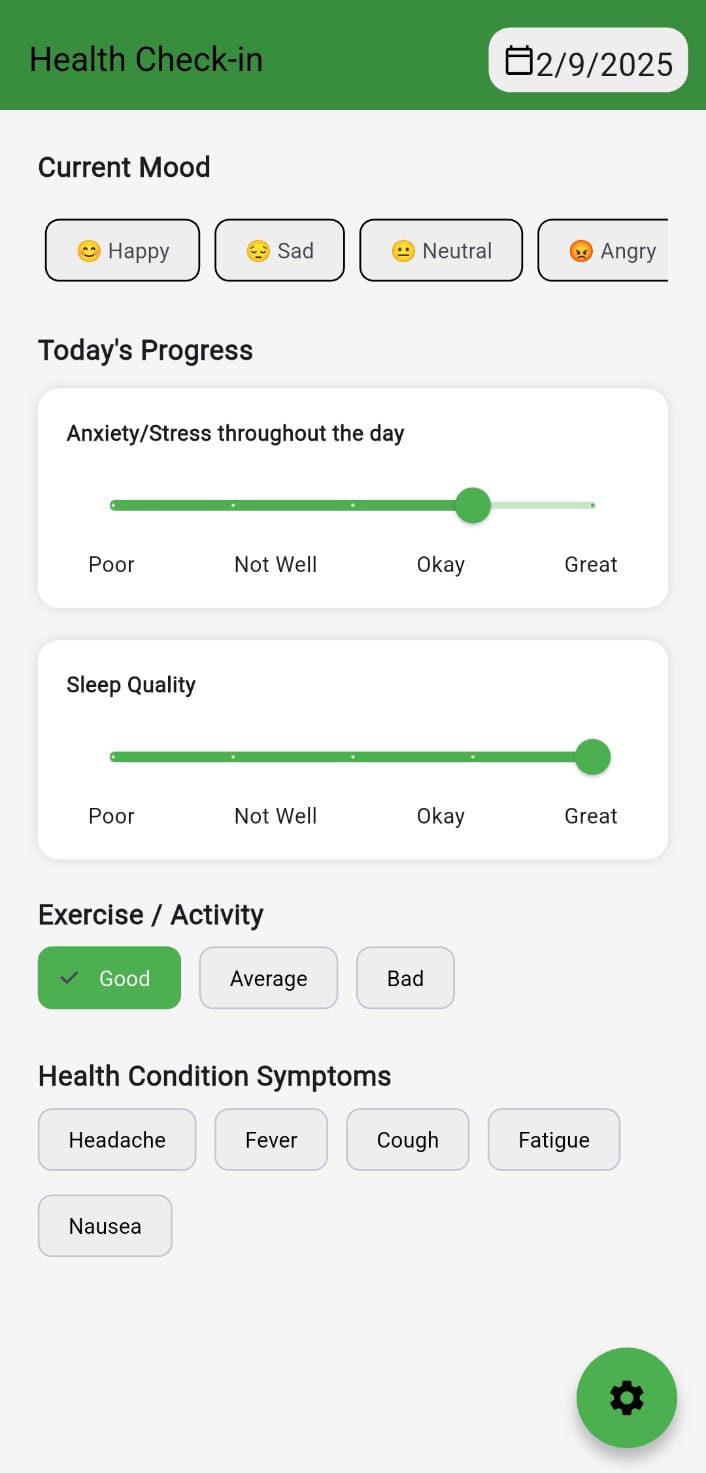 Health Check-in 2/9/2025
Current Mood
😊 Happy 😔 Sad 😐 Neutral 😡 Angry
Today's Progress
Anxiety/Stress throughout the day
Poor Not Well Okay Great
Sleep Quality
Poor Not Well Okay Great
Exercise / Activity
Good Average Bad
Health Condition Symptoms
Headache Fever Cough Fatigue
Nausea